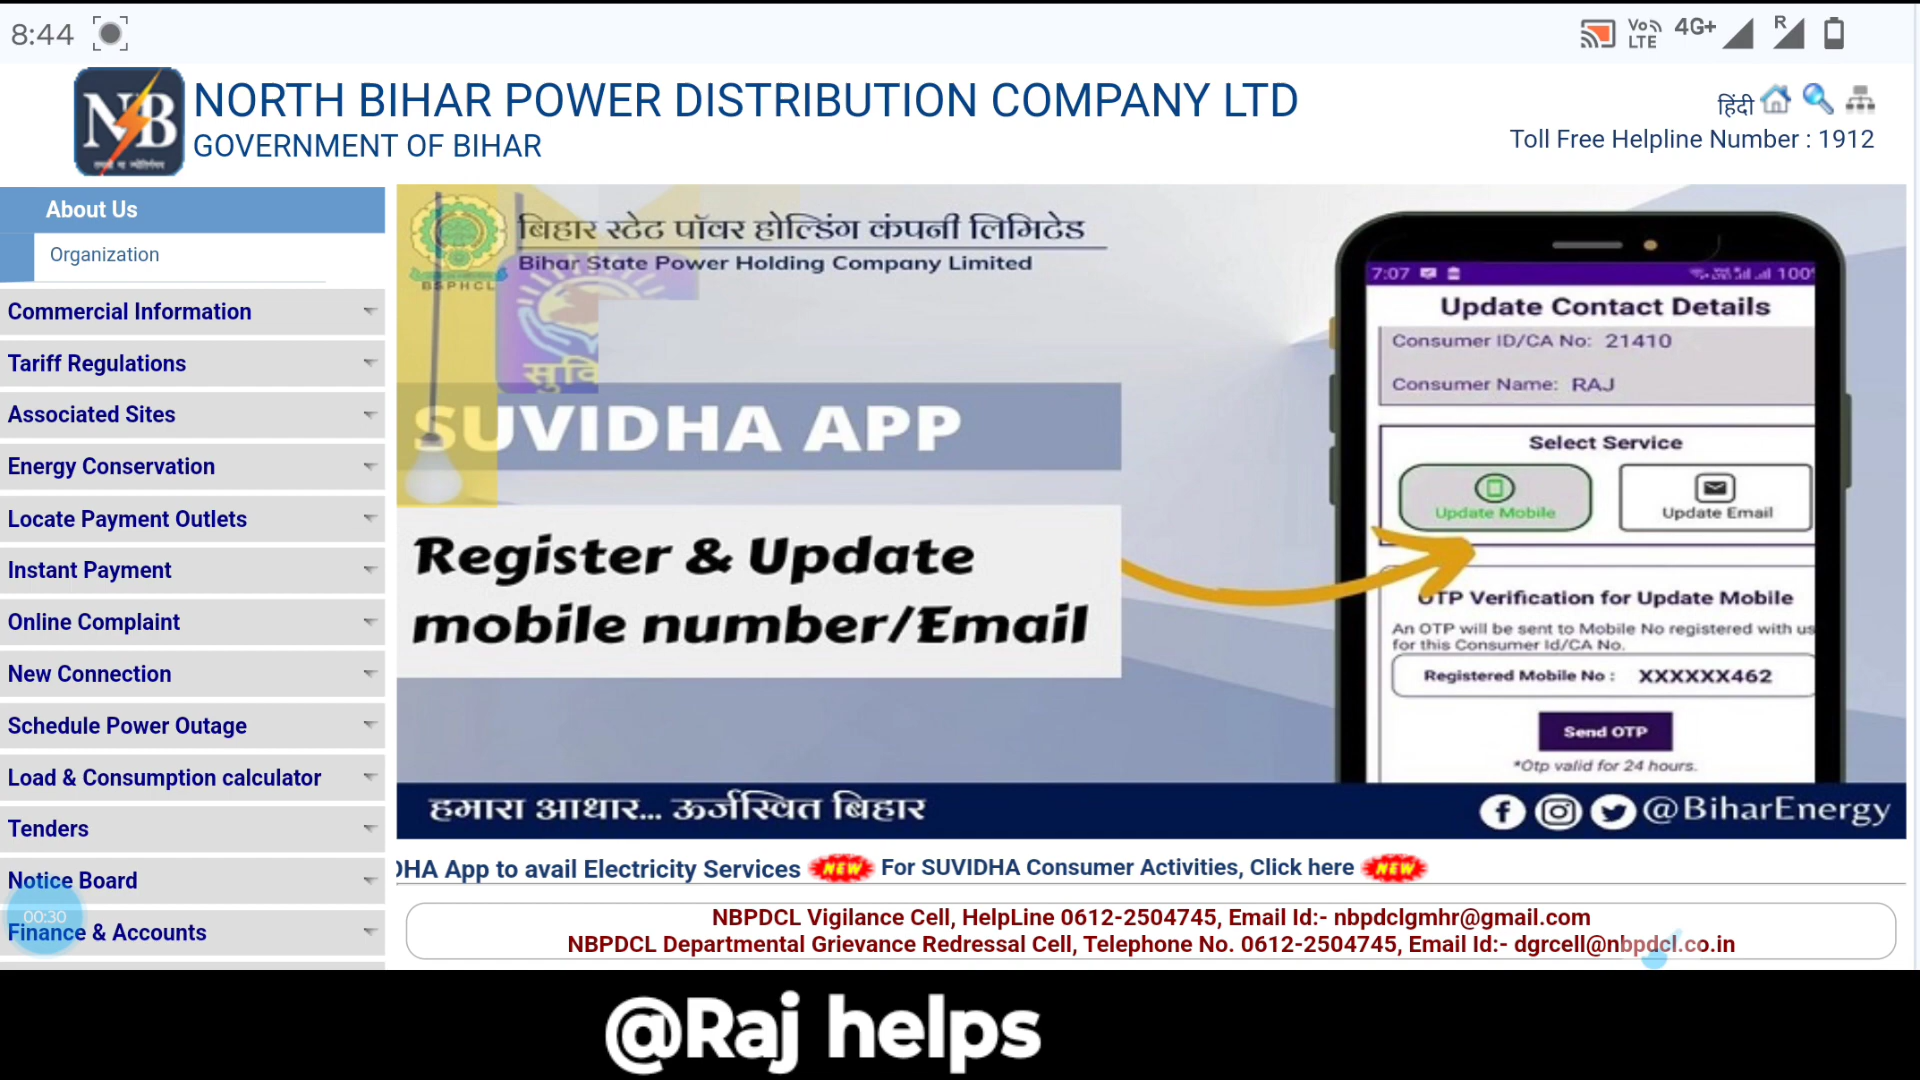 8:44
Vo
LTE
4G+
R
NB
NORTH BIHAR POWER DISTRIBUTION COMPANY LTD
GOVERNMENT OF BIHAR
हिंदी
Toll Free Helpline Number : 1912
About Us
Organization
Commercial Information
Tariff Regulations
Associated Sites
Energy Conservation
Locate Payment Outlets
Instant Payment
Online Complaint
New Connection
Schedule Power Outage
Load & Consumption calculator
Tenders
Notice Board
00:30
Finance & Accounts
बिहार स्टेट पॉवर होल्डिंग कंपनी लिमिटेड
Bihar State Power Holding Company Limited
BSPHCL
सुवि
SUVIDHA APP
Register & Update
mobile number/Email
7:07
100
Update Contact Details
Consumer ID/CA No: 21410
Consumer Name: RAJ
Select Service
Update Mobile
Update Email
OTP Verification for Update Mobile
An OTP will be sent to Mobile No registered with us
for this Consumer Id/CA No.
Registered Mobile No : XXXXXX462
Send OTP
*Otp valid for 24 hours.
हमारा आधार... ऊर्जस्वित बिहार
@BiharEnergy
DHA App to avail Electricity Services NEW For SUVIDHA Consumer Activities, Click here NEW
NBPDCL Vigilance Cell, HelpLine 0612-2504745, Email Id:- nbpdclgmhr@gmail.com
NBPDCL Departmental Grievance Redressal Cell, Telephone No. 0612-2504745, Email Id:- dgrcell@nbpdcl.co.in
@Raj helps